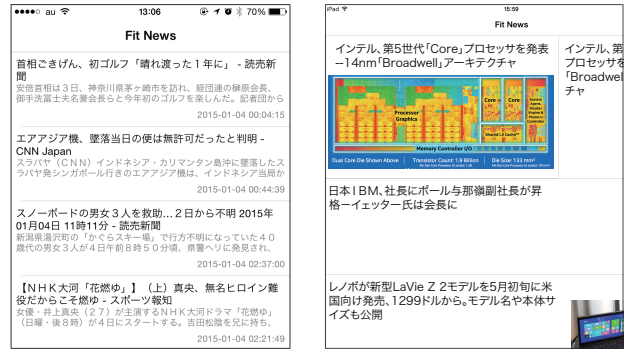 au 13:06 70%
Fit News
首相ごきげん、初ゴルフ「晴れ渡った１年に」 - 読売新
聞
安倍首相は３日、神奈川県茅ヶ崎市を訪れ、経団連の榊原会長、
御手洗冨士夫名誉会長らと今年初のゴルフを楽しんだ。記者団から
2015-01-04 00:04:15
エアアジア機、墜落当日の便は無許可だったと判明 -
CNN Japan
スラバヤ（ＣＮＮ）インドネシア・カリマンタン島沖に墜落したス
ラバヤ発シンガポール行きのエアアジア機は、インドネシア当局か
2015-01-04 00:44:39
スノーボードの男女３人を救助…２日から不明 2015年
01月04日 11時11分 - 読売新聞
新潟県湯沢町の「かぐらスキー場」で行方不明になっていた４０
歳代の男女３人が４日午前８時５０分頃、県警ヘリに発見され、
2015-01-04 02:37:00
【ＮＨＫ大河「花燃ゆ」】（上）真央、無名ヒロイン難
役だからこそ燃ゆ - スポーツ報知
女優・井上真央（２７）が主演するＮＨＫ大河ドラマ「花燃ゆ」
（日曜・後８時）が４日にスタートする。吉田松陰を兄に持ち、
2015-01-04 02:21:49
iPad 15:59
Fit News
インテル、第5世代「Core」プロセッサを発表
--14nm「Broadwell」アーキテクチャ
Processor
Graphics
Core
Core
Shared L3 Cache**
System
Agent,
Display
Engine &
Memory
Controller
Memory Controller I/O
Dual Core Die Shown Above
Transistor Count: 1.9 Billion
Die Size: 133 mm²
インテル、第
プロセッサを
「Broadwel
チャ
日本ＩＢＭ、社長にポール与那嶺副社長が昇
格－イェッター氏は会長に
レノボが新型LaVie Z 2モデルを5月初旬に米
国向け発売、1299ドルから。モデル名や本体サ
イズも公開